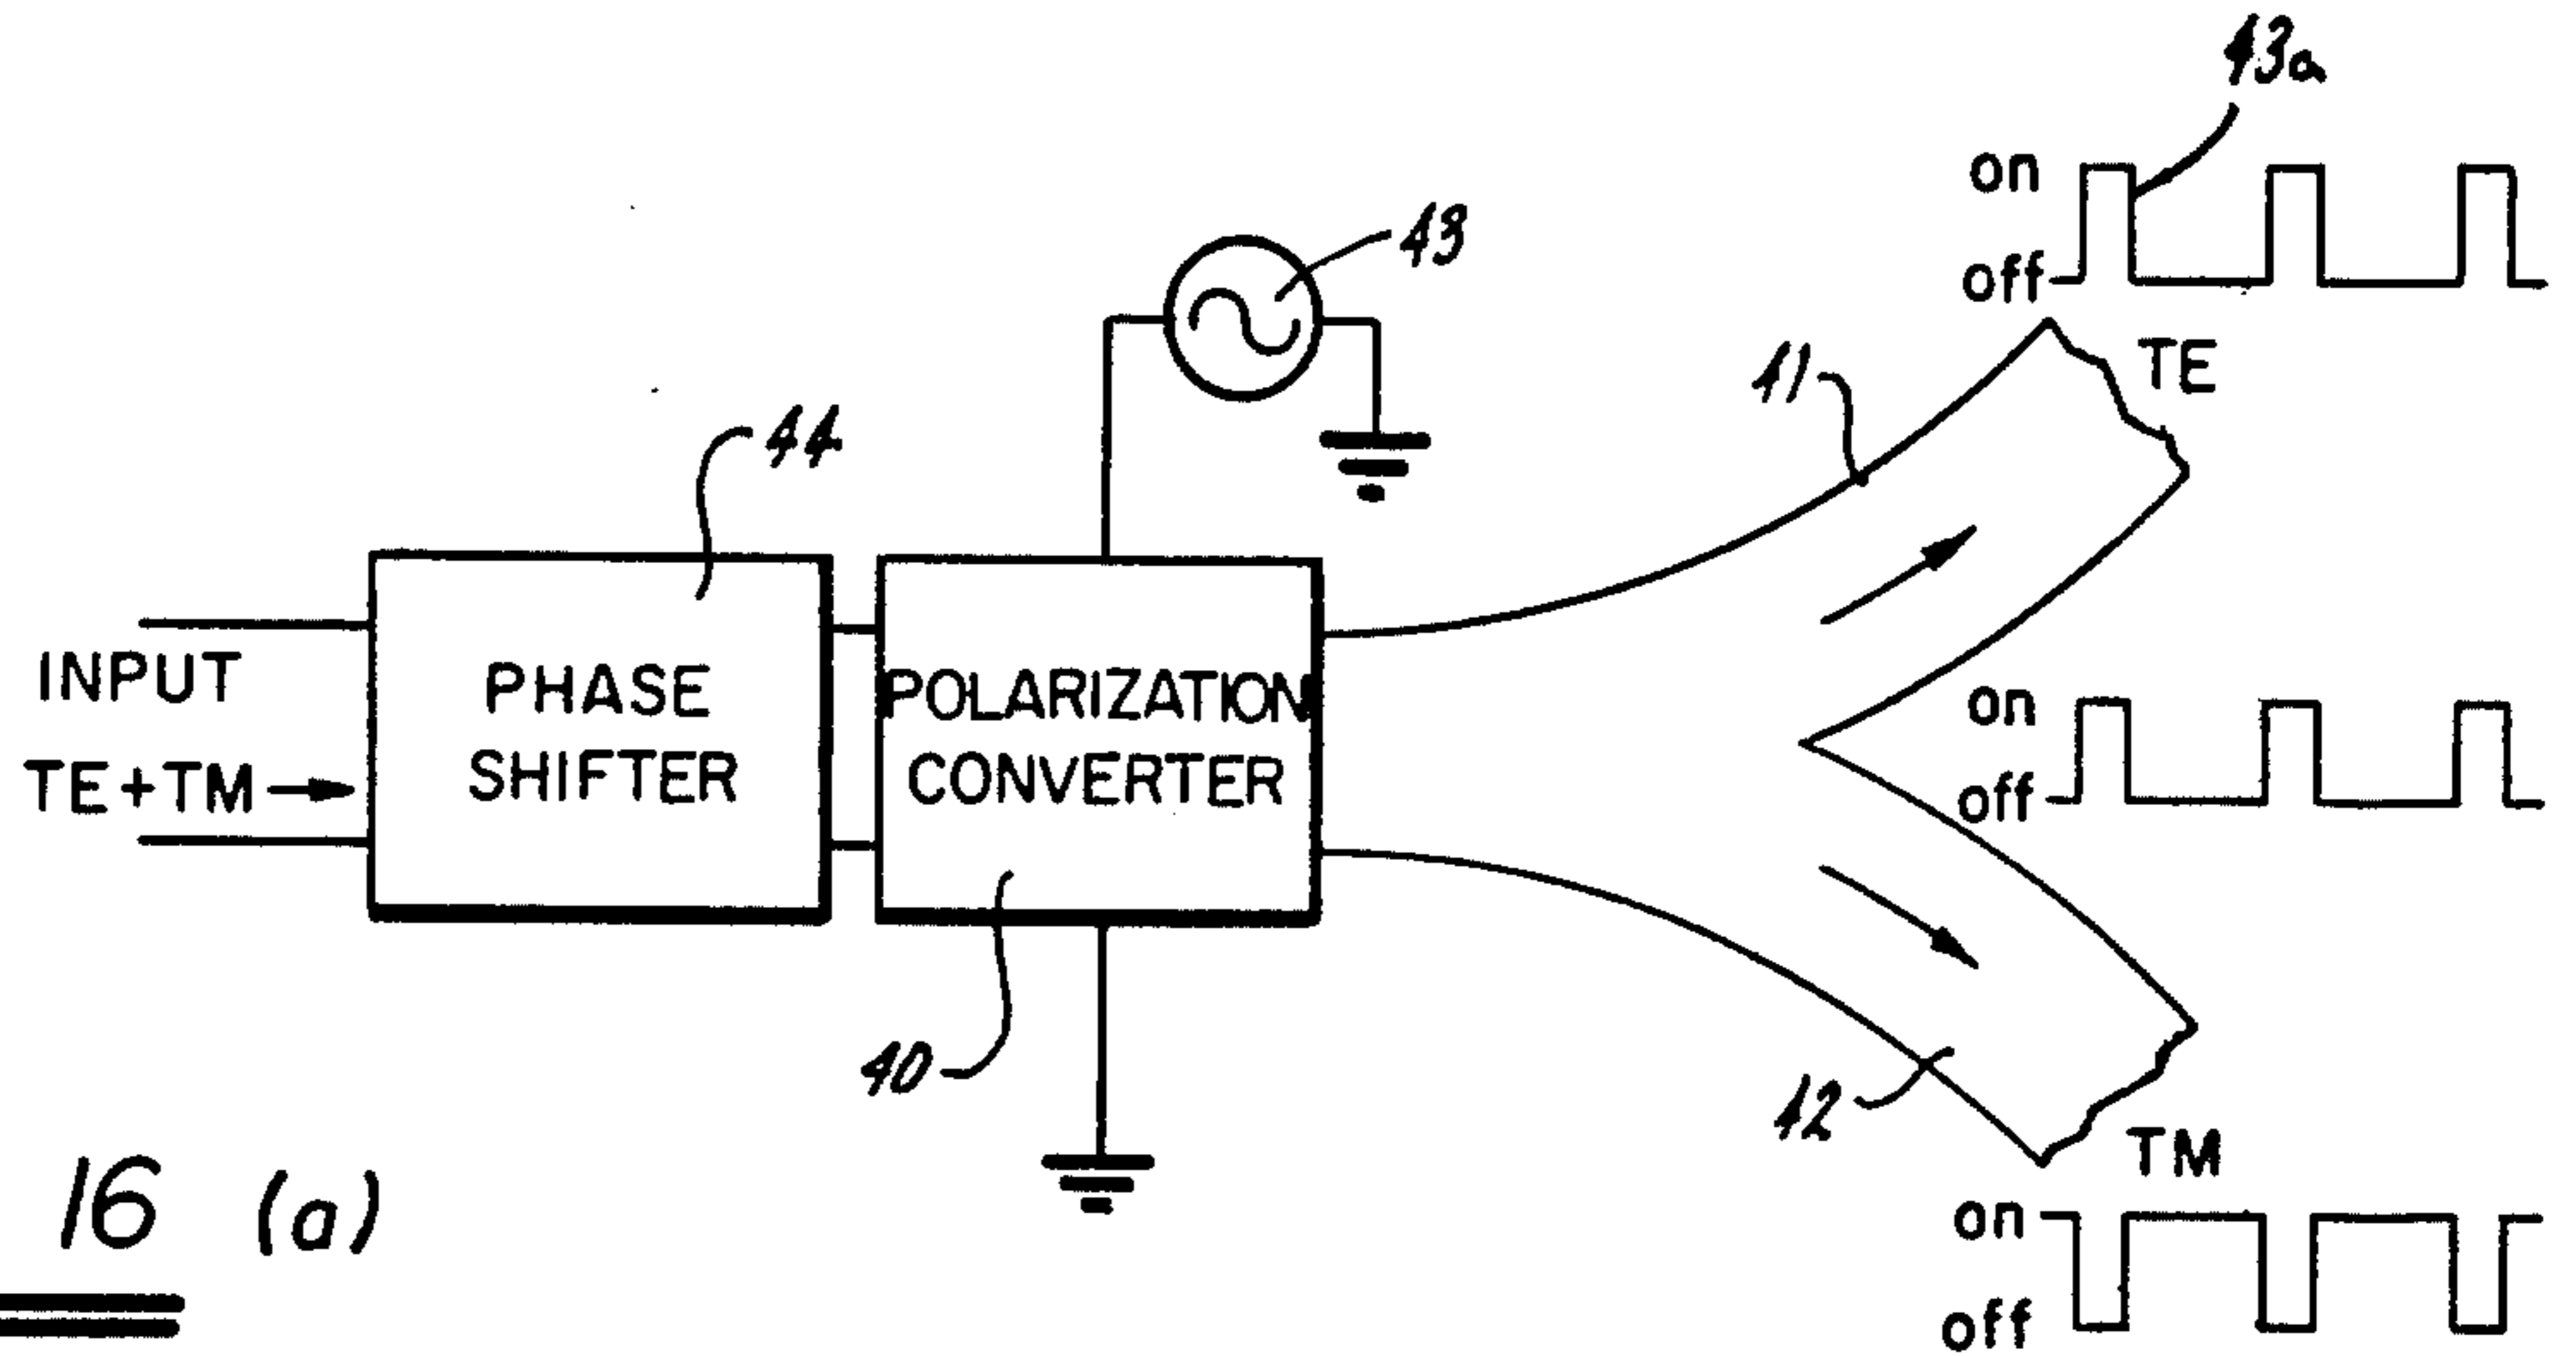 43a
on
off
43
TE
41
44
INPUT
TE+TM
PHASE
SHIFTER
POLARIZATION
CONVERTER
on
off
40
42
TM
on
off
16 (a)